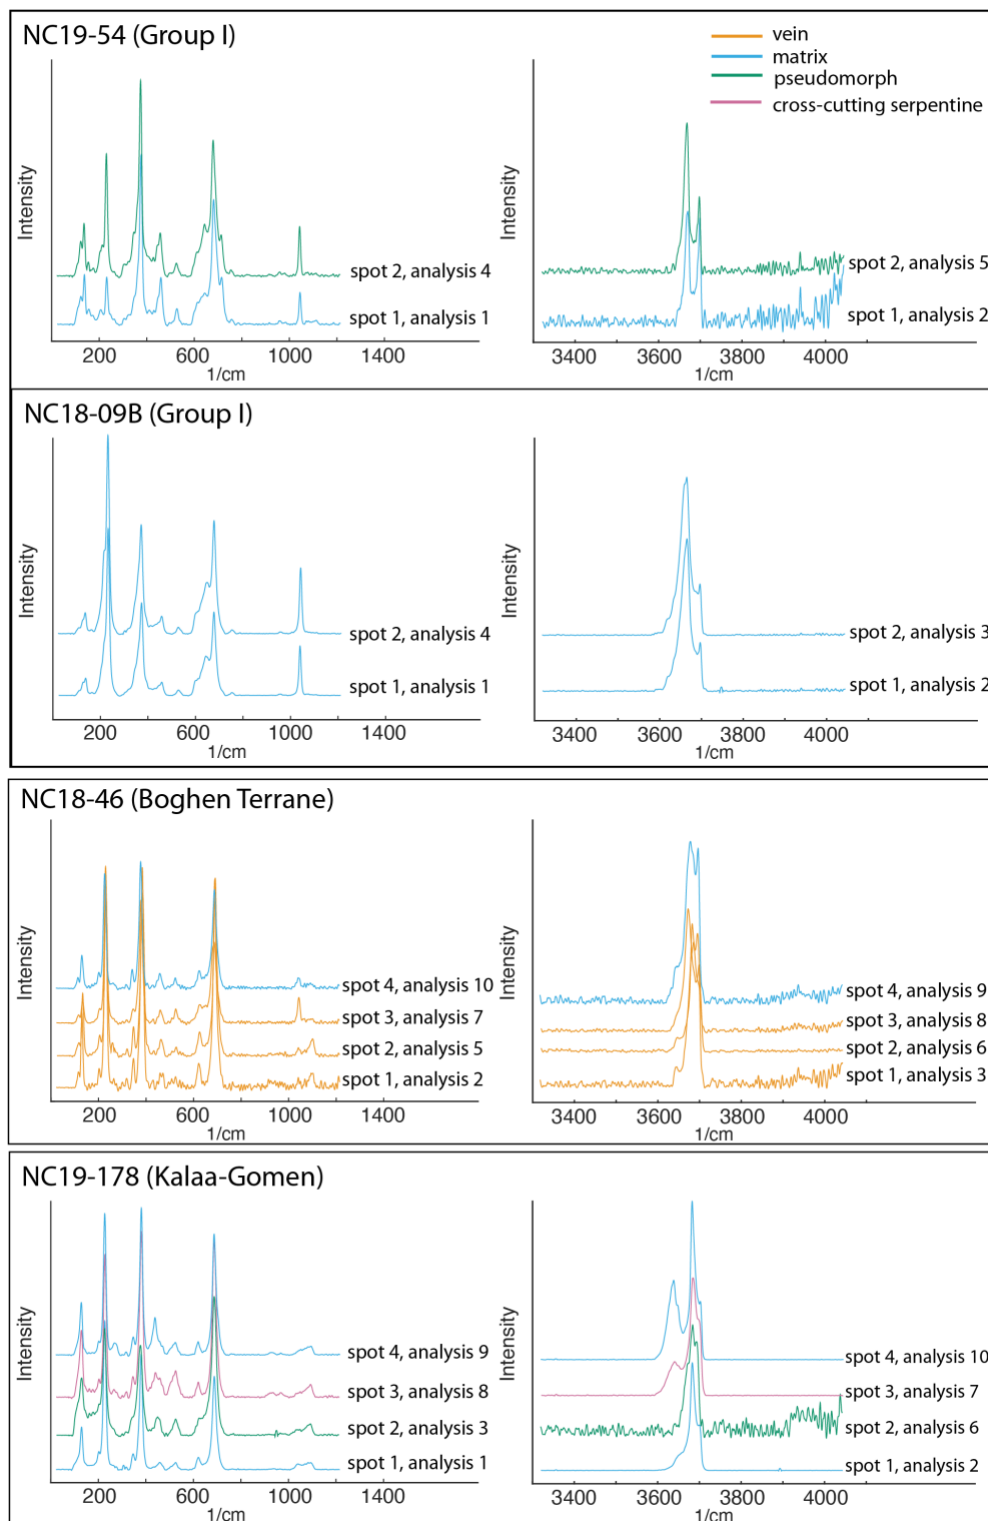 NC19-54 (Group I)
vein
matrix
pseudomorph
cross-cutting serpentine
Intensity
spot 2, analysis 4
spot 1, analysis 1
200 600 1000 1400
1/cm
Intensity
spot 2, analysis 5
spot 1, analysis 2
3400 3600 3800 4000
1/cm
NC18-09B (Group I)
Intensity
spot 2, analysis 4
spot 1, analysis 1
200 600 1000 1400
1/cm
Intensity
spot 2, analysis 3
spot 1, analysis 2
3400 3600 3800 4000
1/cm
NC18-46 (Boghen Terrane)
Intensity
spot 4, analysis 10
spot 3, analysis 7
spot 2, analysis 5
spot 1, analysis 2
200 600 1000 1400
1/cm
Intensity
spot 4, analysis 9
spot 3, analysis 8
spot 2, analysis 6
spot 1, analysis 3
3400 3600 3800 4000
1/cm
NC19-178 (Kalaa-Gomen)
Intensity
spot 4, analysis 9
spot 3, analysis 8
spot 2, analysis 3
spot 1, analysis 1
200 600 1000 1400
1/cm
Intensity
spot 4, analysis 10
spot 3, analysis 7
spot 2, analysis 6
spot 1, analysis 2
3400 3600 3800 4000
1/cm